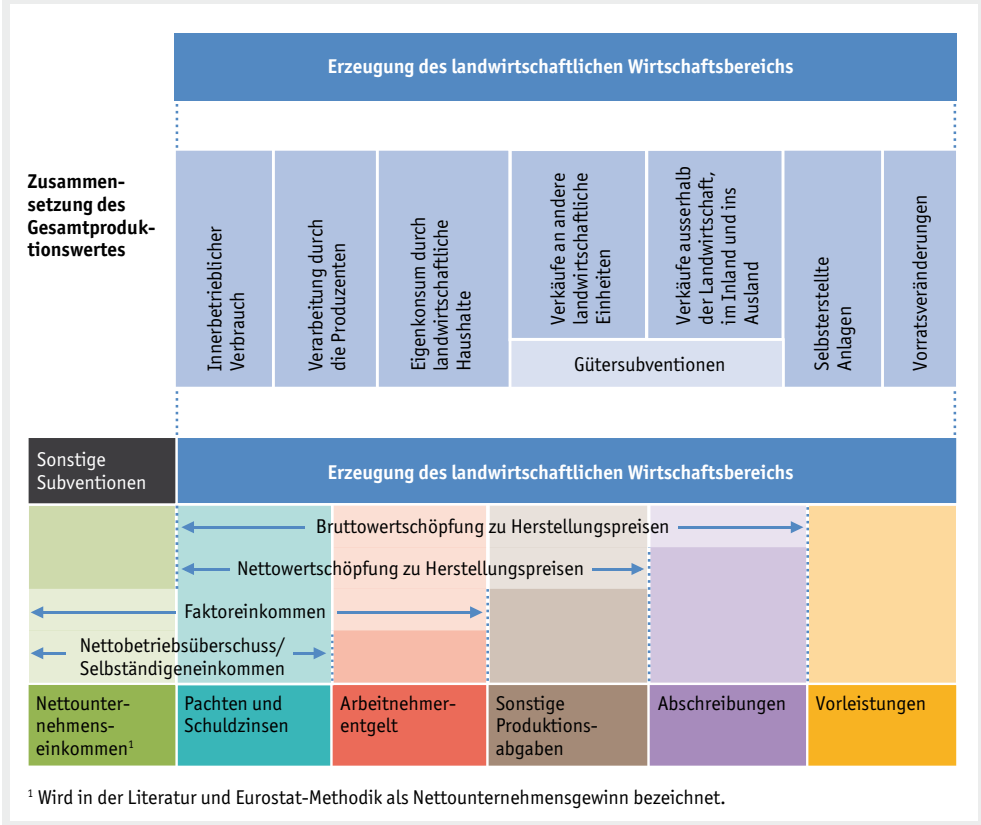 Erzeugung des landwirtschaftlichen Wirtschaftsbereichs
Zusammen-
setzung des
Gesamtproduk-
tionswertes
Innerbetrieblicher
Verbrauch
Verarbeitung durch
die Produzenten
Eigenkonsum durch
landwirtschaftliche
Haushalte
Verkäufe an andere
landwirtschaftliche
Einheiten
Verkäufe ausserhalb
der Landwirtschaft,
im Inland und ins
Ausland
Gütersubventionen
Selbsterstellte
Anlagen
Vorratsveränderungen
Sonstige
Subventionen
Erzeugung des landwirtschaftlichen Wirtschaftsbereichs
Bruttowertschöpfung zu Herstellungspreisen
Nettowertschöpfung zu Herstellungspreisen
Faktoreinkommen
Nettobetriebsüberschuss/
Selbständigeneinkommen
Nettounter-
nehmens-
einkommen¹
Pachten und
Schuldzinsen
Arbeitnehmer-
entgelt
Sonstige
Produktions-
abgaben
Abschreibungen
Vorleistungen
¹ Wird in der Literatur und Eurostat-Methodik als Nettounternehmensgewinn bezeichnet.